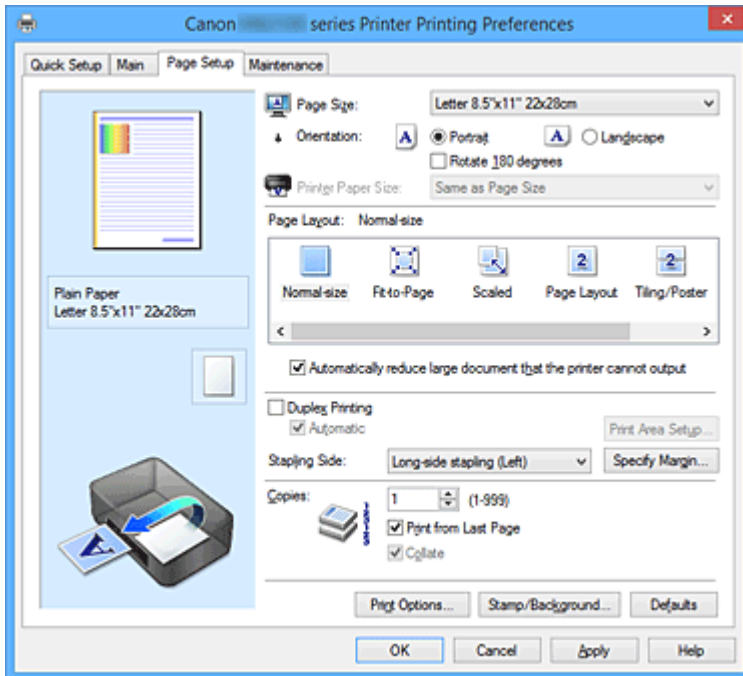 Canon series Printer Printing Preferences
Quick Setup Main Page Setup Maintenance
Page Size: Letter 8.5"x11" 22x28cm
Orientation: A Portrait A Landscape
Rotate 180 degrees
Printer Paper Size: Same as Page Size
Page Layout: Normal-size
2 2
Normal-size Fit-to-Page Scaled Page Layout Tiling/Poster
Plain Paper
Letter 8.5"x11" 22x28cm
Automatically reduce large document that the printer cannot output
Duplex Printing
Automatic
Print Area Setup...
Stapling Side: Long-side stapling (Left) Specify Margin...
Copies: 1 (1-999)
Print from Last Page
Collate
A
Print Options... Stamp/Background... Defaults
OK Cancel Apply Help